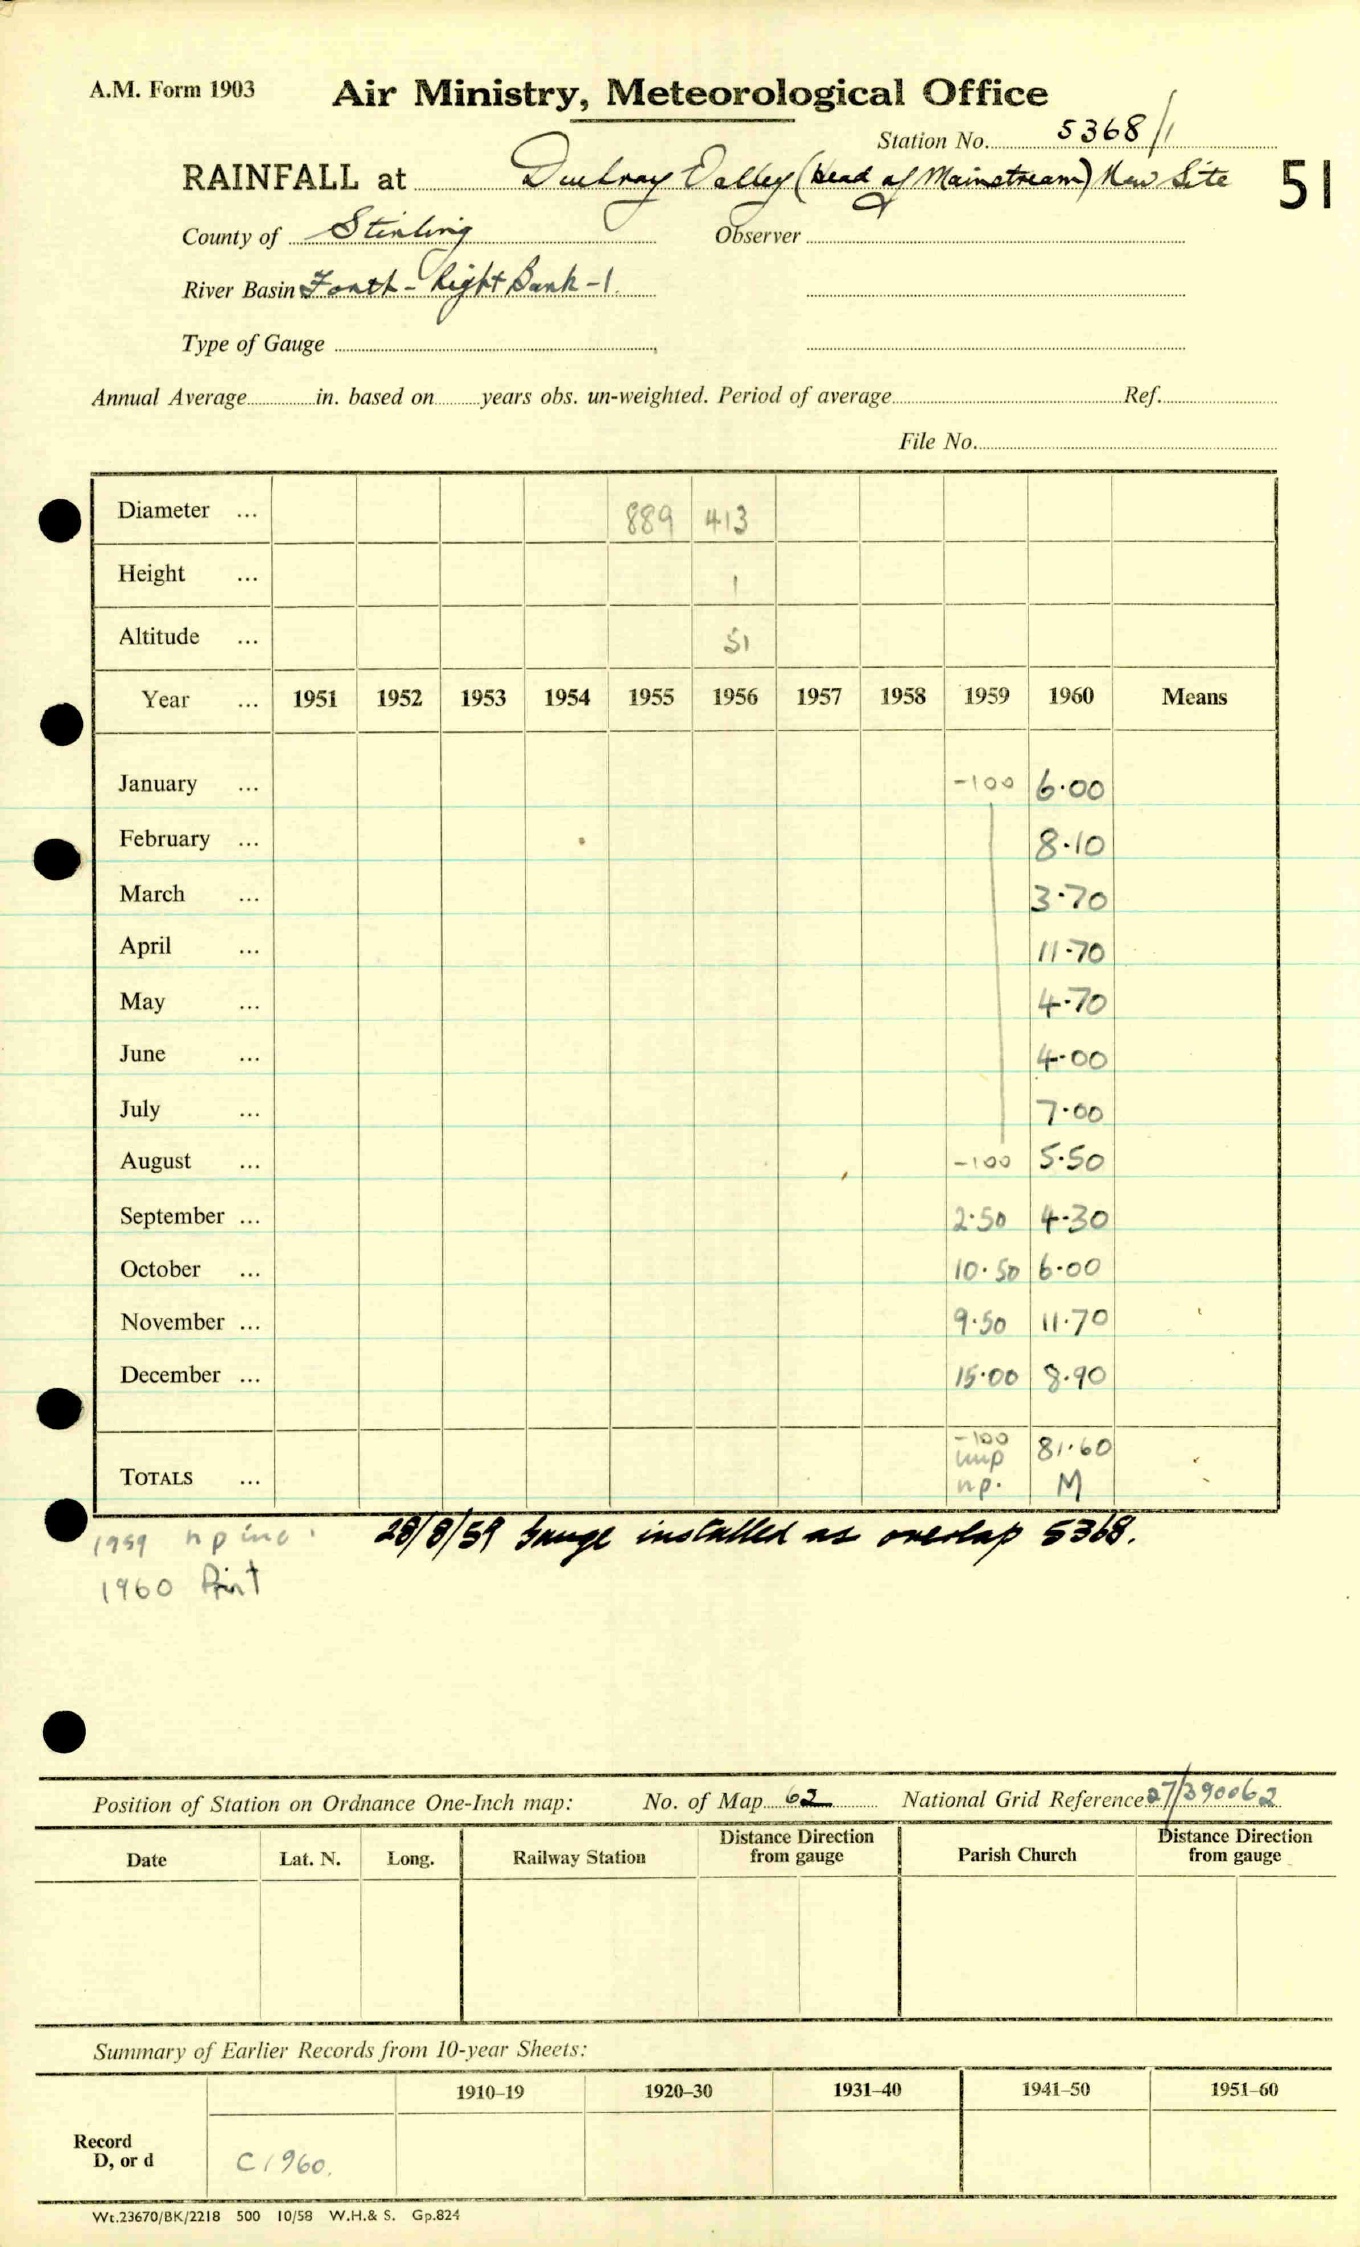 A.M. Form 1903 Air Ministry, Meteorological Office
Station No. 5368/1
RAINFALL at Duchray Valley (Head of Mainstream) New Site 51
County of Stirling Observer
River Basin Forth - Right Bank - 1.
Type of Gauge
Annual Average in. based on years obs. un-weighted. Period of average Ref.
File No.
Diameter ... 889 413
Height ... 1
Altitude ... 51
Year ... 1951 1952 1953 1954 1955 1956 1957 1958 1959 1960 Means
January ... -100 6.00
February ... 8.10
March ... 3.70
April ... 11.70
May ... 4.70
June ... 4.00
July ... 7.00
August ... -100 5.50
September ... 2.50 4.30
October ... 10.50 6.00
November ... 9.50 11.70
December ... 15.00 8.90
-100 81.60
TOTALS ... imp
np. M
1959 np inc. 28/8/59 Gauge installed as overlap 5368.
1960 Print
Position of Station on Ordnance One-Inch map: No. of Map 62 National Grid Reference 27/390062
Date Lat. N. Long. Railway Station Distance Direction from gauge Parish Church Distance Direction from gauge
Summary of Earlier Records from 10-year Sheets:
1910–19 1920–30 1931–40 1941–50 1951–60
Record
D, or d C1960.
Wt.23670/BK/2218 500 10/58 W.H.& S. Gp.824